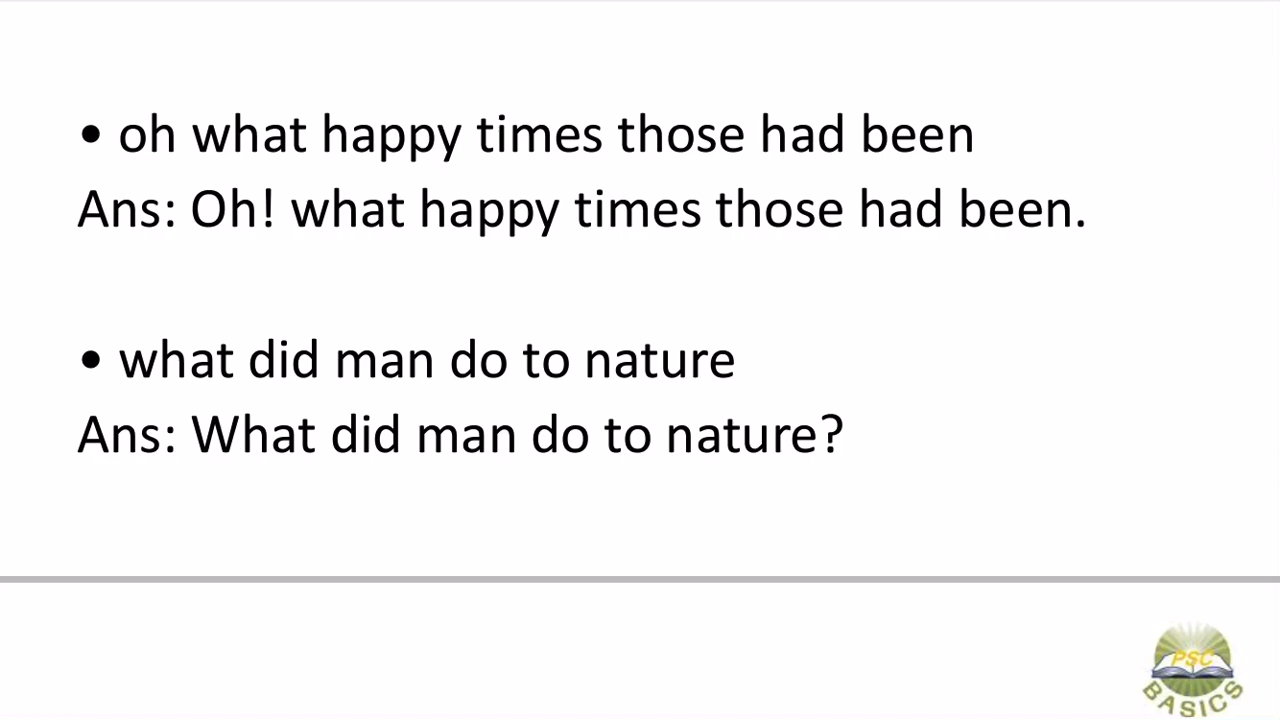 • oh what happy times those had been
Ans: Oh! what happy times those had been.
• what did man do to nature
Ans: What did man do to nature?
PSC
BASICS